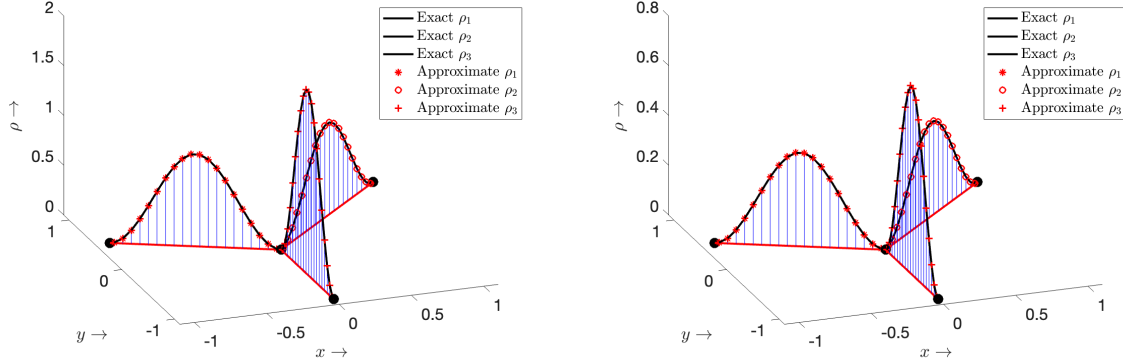 2
1.5
1
0.5
0
ρ →
1
0
-1
y →
-1
-0.5
0
0.5
1
x →
Exact ρ₁
Exact ρ₂
Exact ρ₃
Approximate ρ₁
Approximate ρ₂
Approximate ρ₃
0.8
0.6
0.4
0.2
0
ρ →
1
0
-1
y →
-1
-0.5
0
0.5
1
x →
Exact ρ₁
Exact ρ₂
Exact ρ₃
Approximate ρ₁
Approximate ρ₂
Approximate ρ₃